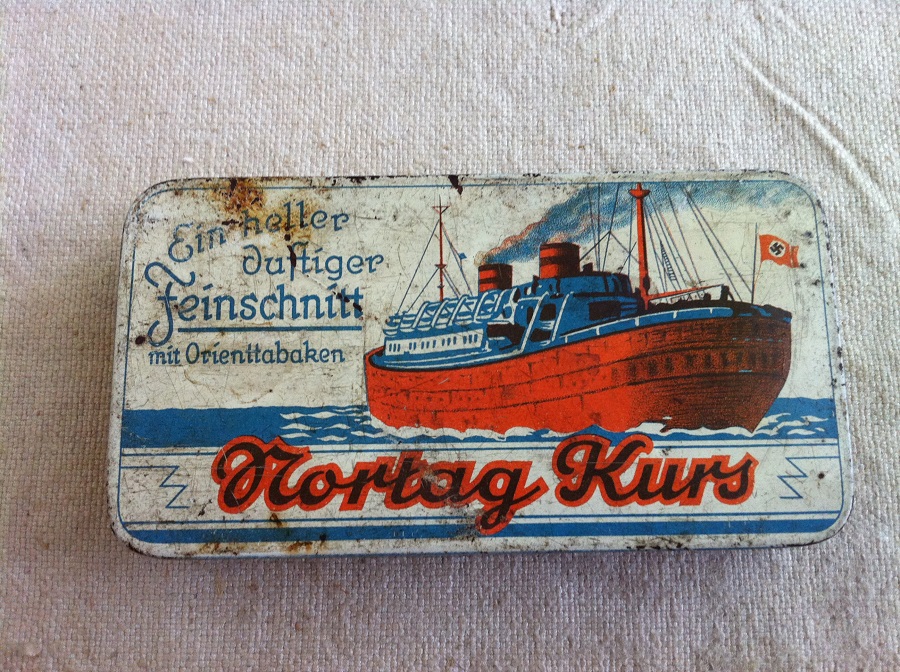 Ein heller
duftiger
Feinschnitt
mit Orienttabaken
Nortag Kurs